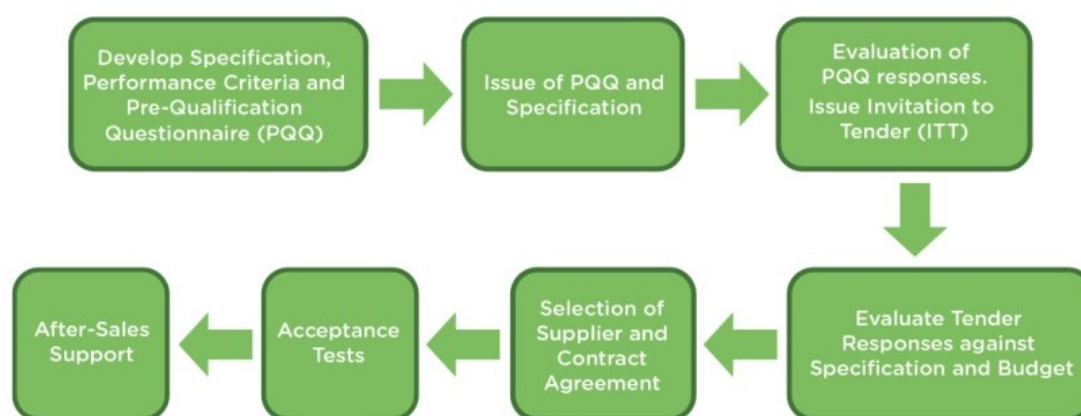 Develop Specification,
Performance Criteria and
Pre-Qualification
Questionnaire (PQQ)
Issue of PQQ and
Specification
Evaluation of
PQQ responses.
Issue Invitation to
Tender (ITT)
Evaluate Tender
Responses against
Specification and Budget
Selection of
Supplier and
Contract
Agreement
Acceptance
Tests
After-Sales
Support